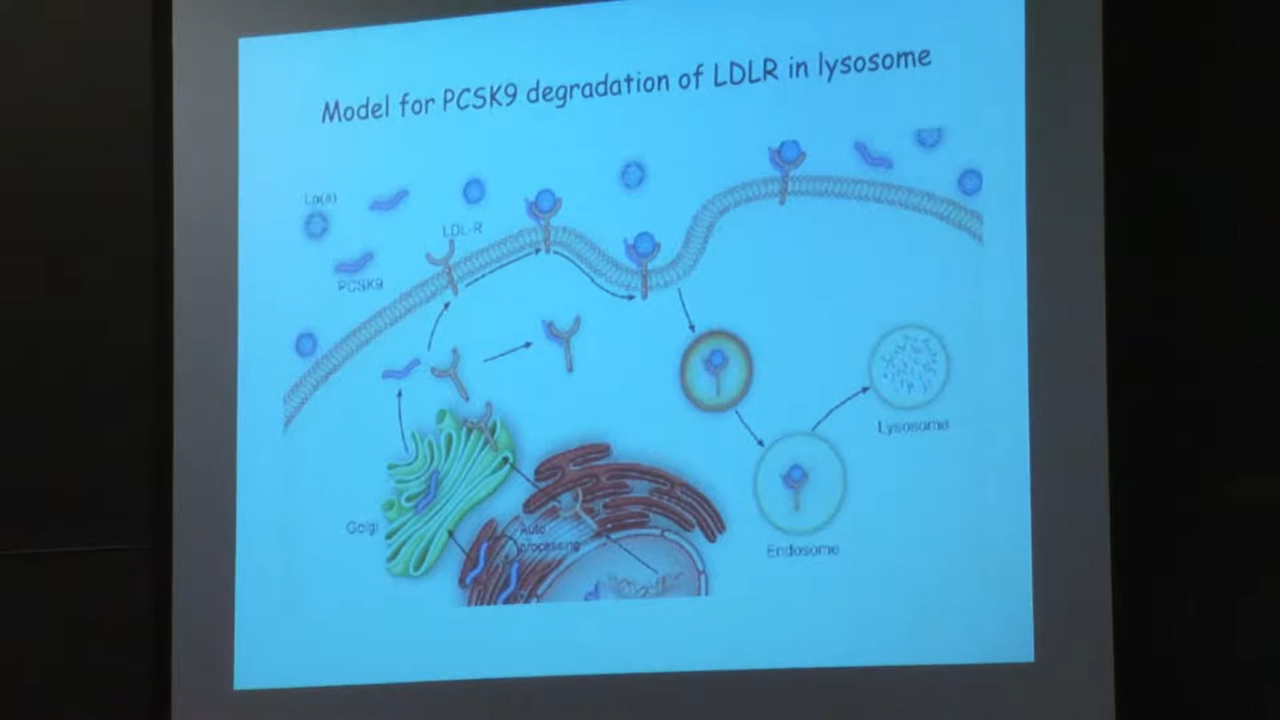 Model for PCSK9 degradation of LDLR in lysosome
Lp(a)
LDL-R
PCSK9
Lysosome
Golgi
Auto
processing
Endosome